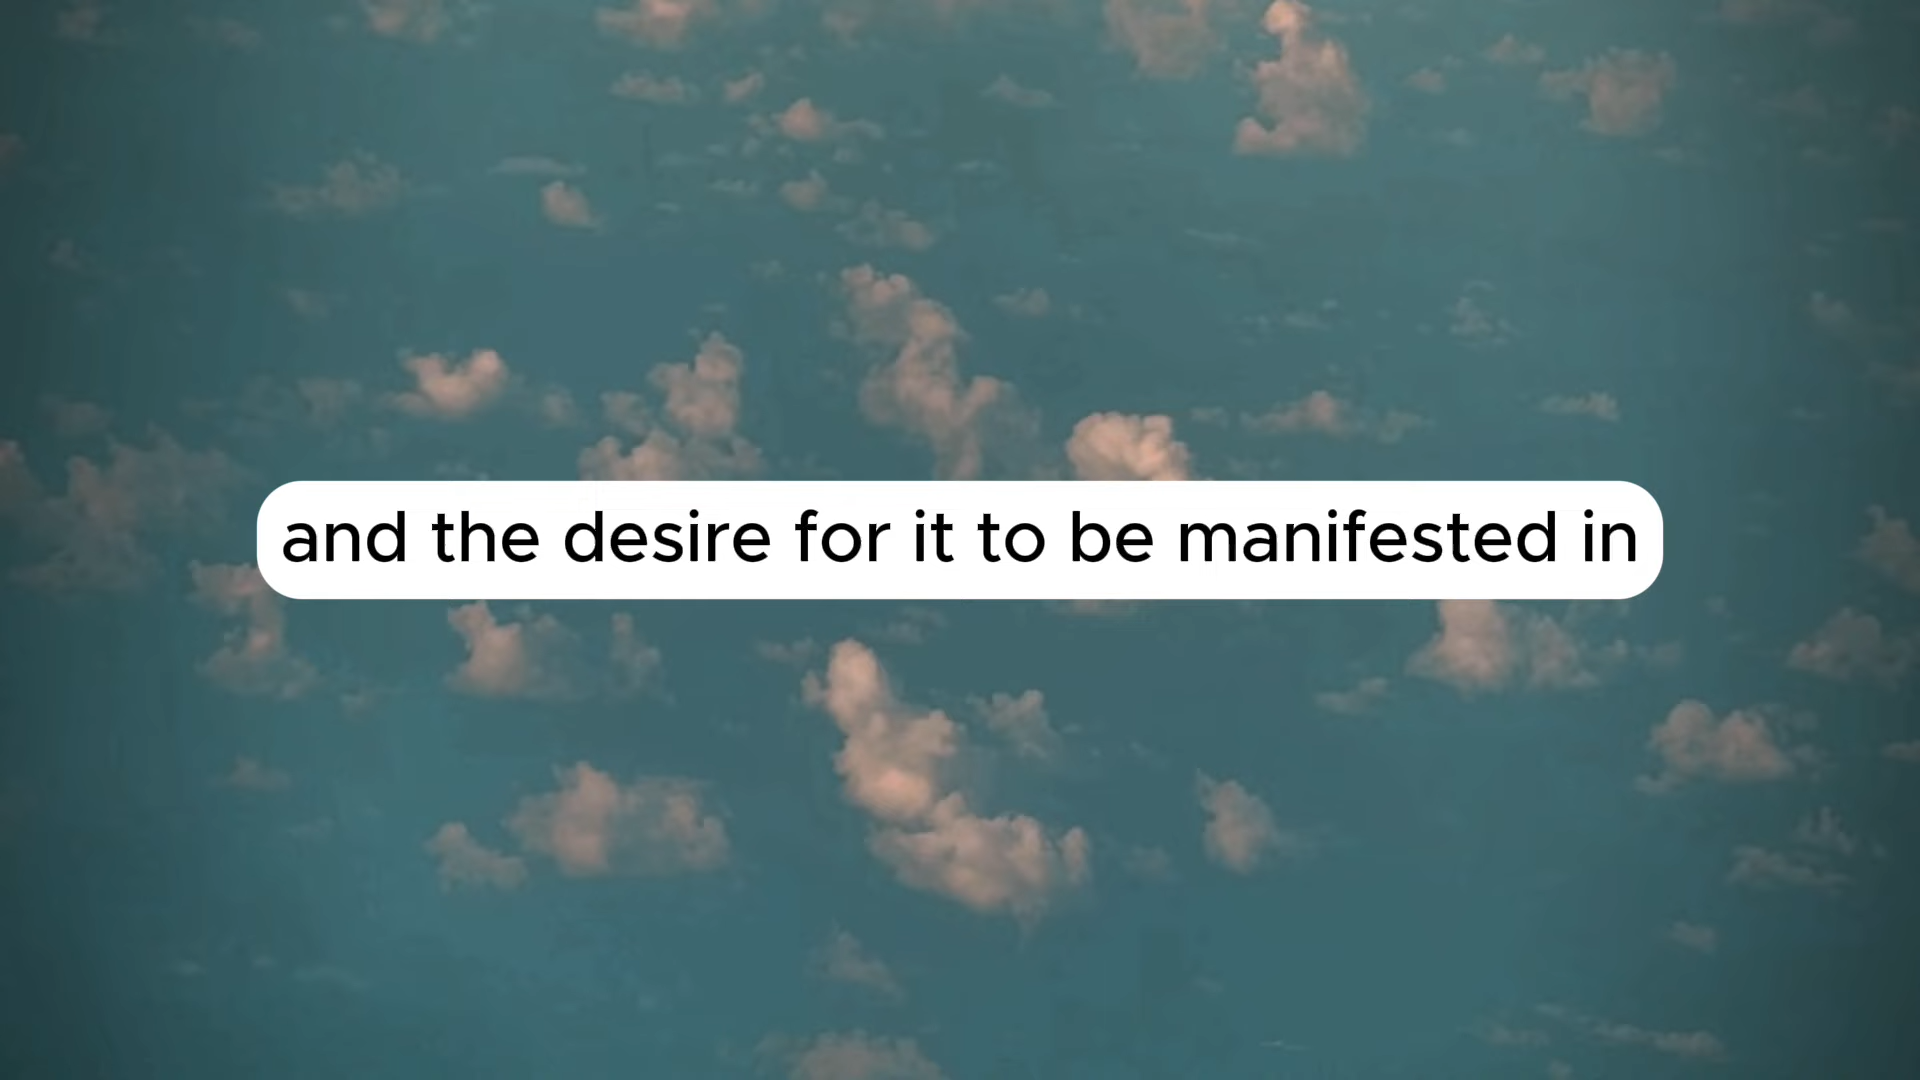 and the desire for it to be manifested in